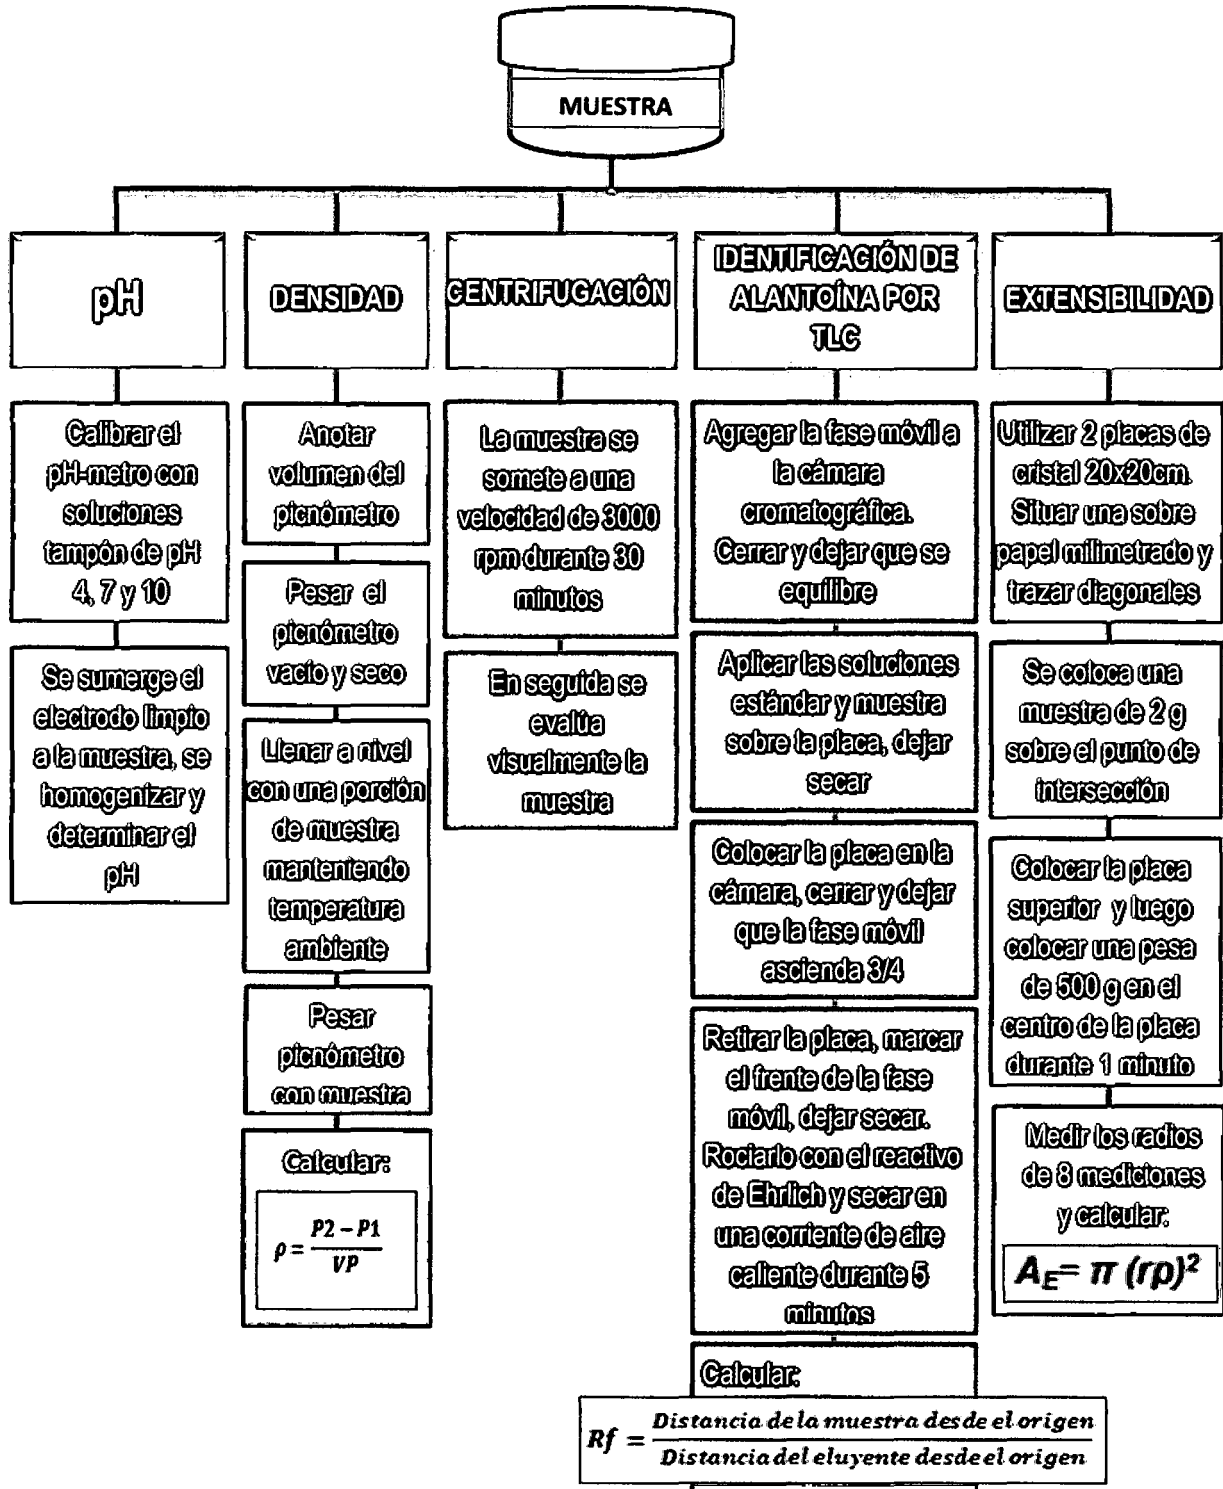 MUESTRA
pH
Calibrar el
pH-metro con
soluciones
tampón de pH
4, 7 y 10
Se sumerge el
electrodo limpio
a la muestra, se
homogenizar y
determinar el
pH
DENSIDAD
Anotar
volumen del
picnómetro
Pesar el
picnómetro
vacío y seco
Llenar a nivel
con una porción
de muestra
manteniendo
temperatura
ambiente
Pesar
picnómetro
con muestra
Calcular:
ρ = P2 – P1 / VP
CENTRIFUGACIÓN
La muestra se
somete a una
velocidad de 3000
rpm durante 30
minutos
En seguida se
evalúa
visualmente la
muestra
IDENTIFICACIÓN DE
ALANTOÍNA POR
TLC
Agregar la fase móvil a
la cámara
cromatográfica.
Cerrar y dejar que se
equilibre
Aplicar las soluciones
estándar y muestra
sobre la placa, dejar
secar
Colocar la placa en la
cámara, cerrar y dejar
que la fase móvil
ascienda 3/4
Retirar la placa, marcar
el frente de la fase
móvil, dejar secar.
Rociarlo con el reactivo
de Ehrlich y secar en
una corriente de aire
caliente durante 5
minutos
Calcular:
Rf = Distancia de la muestra desde el origen / Distancia del eluyente desde el origen
EXTENSIBILIDAD
Utilizar 2 placas de
cristal 20x20cm.
Situar una sobre
papel milimetrado y
trazar diagonales
Se coloca una
muestra de 2 g
sobre el punto de
intersección
Colocar la placa
superior y luego
colocar una pesa
de 500 g en el
centro de la placa
durante 1 minuto
Medir los radios
de 8 mediciones
y calcular:
A_E= π (rp)²